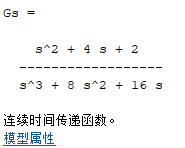 Gs =
s^2 + 4 s + 2
-------------------
s^3 + 8 s^2 + 16 s
连续时间传递函数。
模型属性